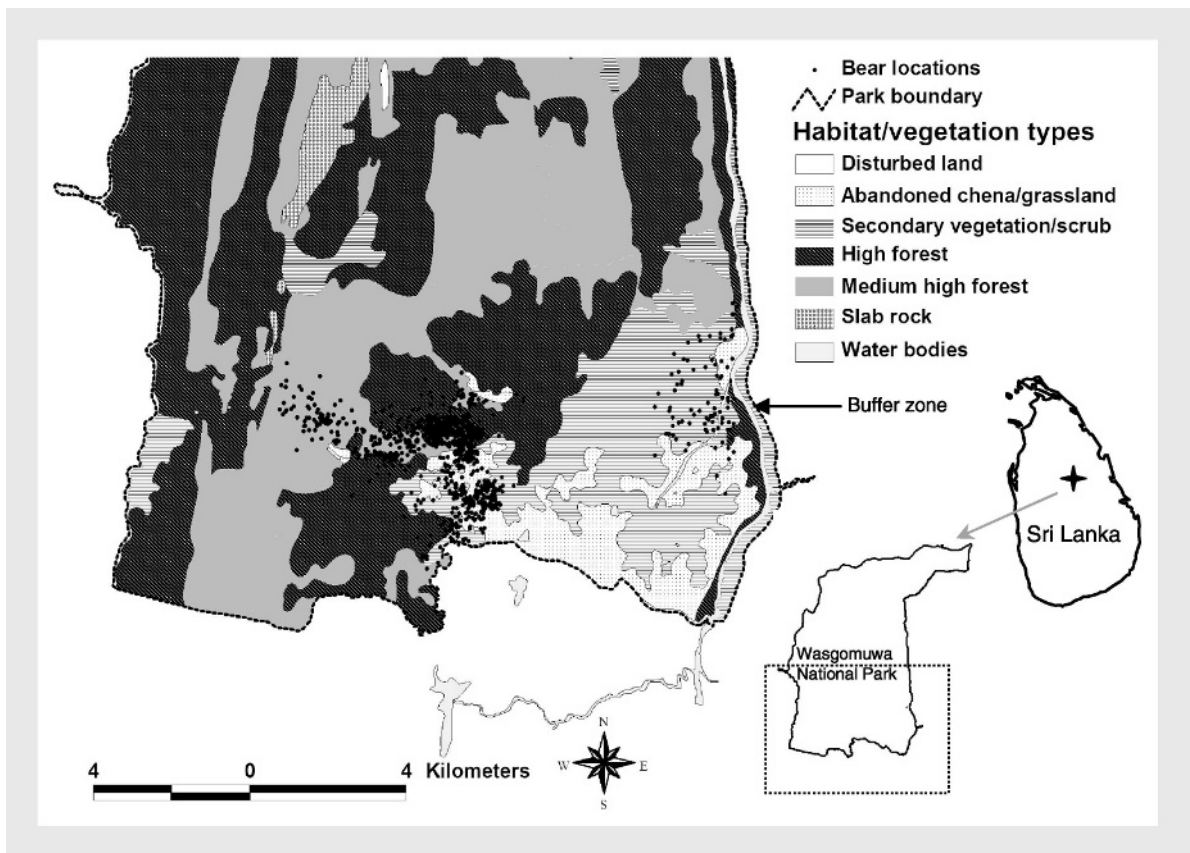 Bear locations
Park boundary
Habitat/vegetation types
Disturbed land
Abandoned chena/grassland
Secondary vegetation/scrub
High forest
Medium high forest
Slab rock
Water bodies
Buffer zone
Sri Lanka
Wasgomuwa
National Park
4 0 4 Kilometers
N
W E
S